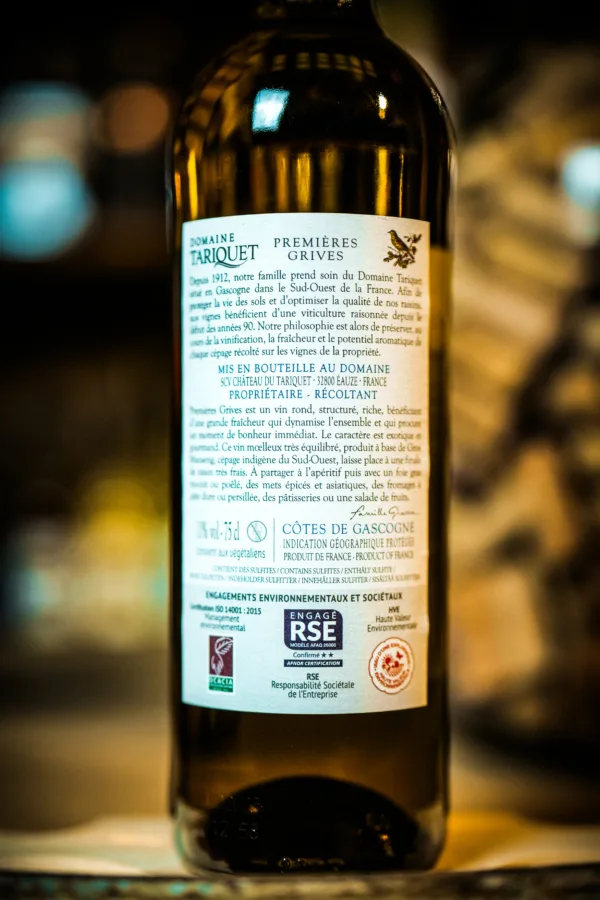 DOMAINE
TARIQUET
PREMIÈRES
GRIVES
Depuis 1912, notre famille prend soin du Domaine Tariquet
situé en Gascogne dans le Sud-Ouest de la France. Afin de
protéger la vie des sols et d'optimiser la qualité de nos raisins,
nos vignes bénéficient d'une viticulture raisonnée depuis le
début des années 90. Notre philosophie est alors de préserver, au
cours de la vinification, la fraîcheur et le potentiel aromatique de
chaque cépage récolté sur les vignes de la propriété.
MIS EN BOUTEILLE AU DOMAINE
SCV CHÂTEAU DU TARIQUET · 32800 ÉAUZE · FRANCE
PROPRIÉTAIRE - RÉCOLTANT
Premières Grives est un vin rond, structuré, riche, bénéficiant
d'une grande fraîcheur qui dynamise l'ensemble et qui procure
un moment de bonheur immédiat. Le caractère est exotique et
gourmand. Ce vin moelleux très équilibré, produit à base de Gros
Manseng, cépage indigène du Sud-Ouest, laisse place à une finale
de raisin très frais. À partager à l'apéritif puis avec un foie gras
ou poêlé, des mets épicés et asiatiques, des fromages à
pâte dure ou persillée, des pâtisseries ou une salade de fruits.
vol - 75 cl
convient aux végétaliens
CÔTES DE GASCOGNE
INDICATION GÉOGRAPHIQUE PROTÉGÉE
PRODUIT DE FRANCE - PRODUCT OF FRANCE
CONTIENT DES SULFITES / CONTAINS SULFITES / ENTHÄLT SULFITE /
INDEHOLDER SULFITTER / INNEHÅLLER SULFITER /
ENGAGEMENTS ENVIRONNEMENTAUX ET SOCIÉTAUX
Certification ISO 14001 : 2015
Management
environnemental
ENGAGÉ
RSE
MODÈLE AFAQ 26000
Confirmé ★★
AFNOR CERTIFICATION
RSE
Responsabilité Sociétale
de l'Entreprise
HVE
Haute Valeur
Environnementale